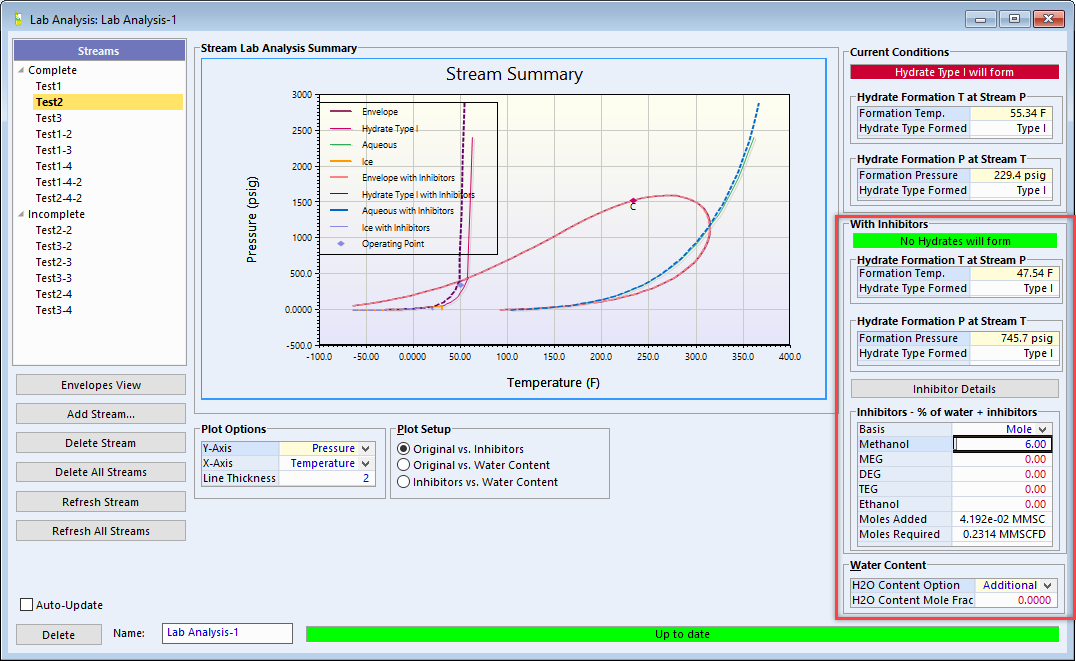 Lab Analysis: Lab Analysis-1
Streams
Complete
Test1
Test2
Test3
Test1-2
Test1-3
Test1-4
Test1-4-2
Test2-4-2
Incomplete
Test2-2
Test3-2
Test2-3
Test3-3
Test2-4
Test3-4
Envelopes View
Add Stream...
Delete Stream
Delete All Streams
Refresh Stream
Refresh All Streams
Auto-Update
Stream Lab Analysis Summary
Stream Summary
Pressure (psig)
3000
2500
2000
1500
1000
500.0
0.0000
-500.0
Envelope
Hydrate Type I
Aqueous
Ice
Envelope with Inhibitors
Hydrate Type I with Inhibitors
Aqueous with Inhibitors
Ice with Inhibitors
Operating Point
C
-100.0 -50.00 0.0000 50.00 100.0 150.0 200.0 250.0 300.0 350.0 400.0
Temperature (F)
Plot Options
Y-Axis Pressure
X-Axis Temperature
Line Thickness 2
Plot Setup
Original vs. Inhibitors
Original vs. Water Content
Inhibitors vs. Water Content
Current Conditions
Hydrate Type I will form
Hydrate Formation T at Stream P
Formation Temp. 55.34 F
Hydrate Type Formed Type I
Hydrate Formation P at Stream T
Formation Pressure 229.4 psig
Hydrate Type Formed Type I
With Inhibitors
No Hydrates will form
Hydrate Formation T at Stream P
Formation Temp. 47.54 F
Hydrate Type Formed Type I
Hydrate Formation P at Stream T
Formation Pressure 745.7 psig
Hydrate Type Formed Type I
Inhibitor Details
Inhibitors - % of water + inhibitors
Basis Mole
Methanol 6.00
MEG 0.00
DEG 0.00
TEG 0.00
Ethanol 0.00
Moles Added 4.192e-02 MMSC
Moles Required 0.2314 MMSCFD
Water Content
H2O Content Option Additional
H2O Content Mole Frac 0.0000
Delete
Name: Lab Analysis-1
Up to date